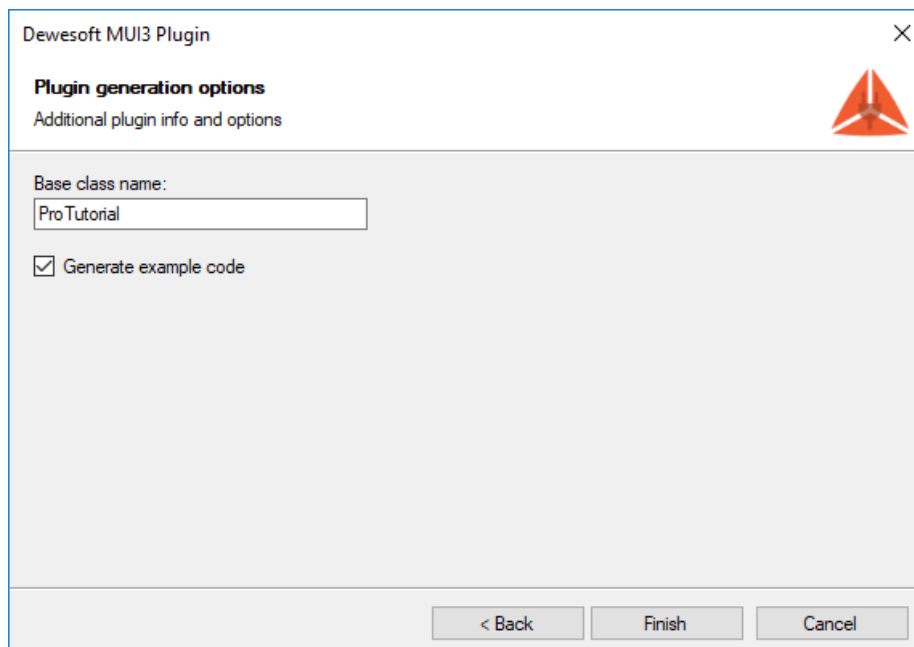 Dewesoft MUI3 Plugin
Plugin generation options
Additional plugin info and options
Base class name:
ProTutorial
Generate example code
< Back Finish Cancel